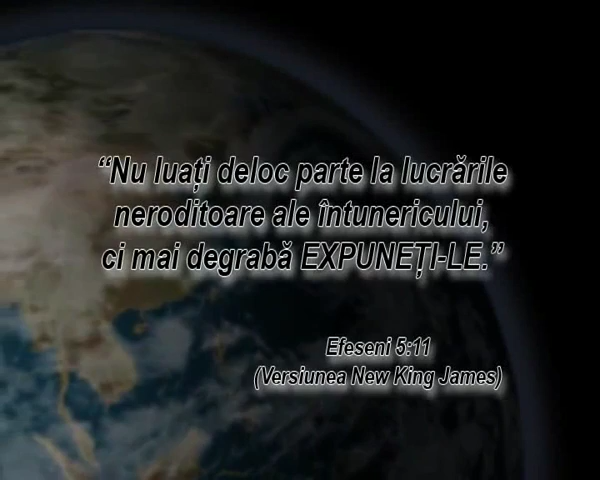 “Nu luați deloc parte la lucrările
neroditoare ale întunericului,
ci mai degrabă EXPUNEȚI-LE.”
Efeseni 5:11
(Versiunea New King James)